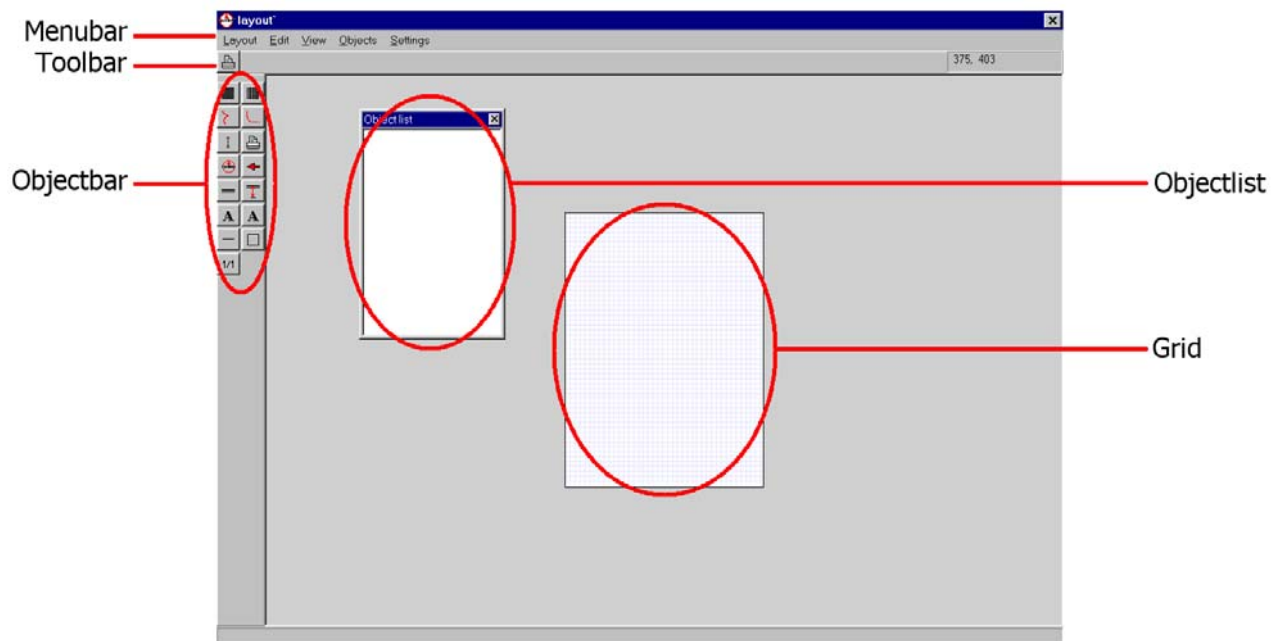 layout*
Menubar
Layout Edit View Objects Settings
Toolbar
375, 403
Object list
Objectbar
Objectlist
A A
1/1
Grid